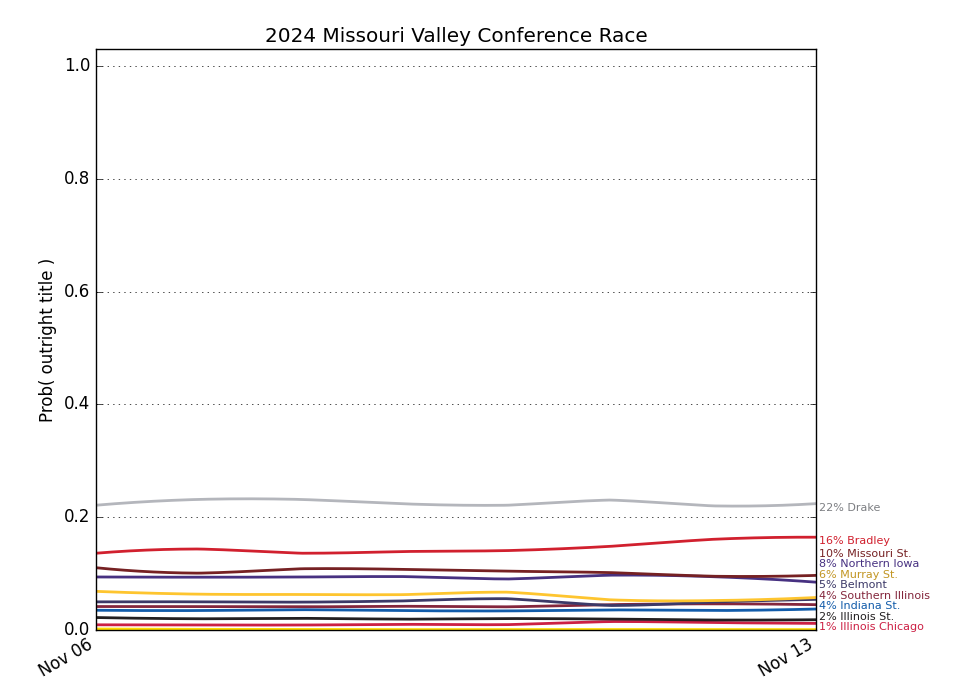 2024 Missouri Valley Conference Race
1.0
0.8
0.6
0.4
0.2
0.0
Prob( outright title )
Nov 06
Nov 13
22% Drake
16% Bradley
10% Missouri St.
8% Northern Iowa
6% Murray St.
5% Belmont
4% Southern Illinois
4% Indiana St.
2% Illinois St.
1% Illinois Chicago